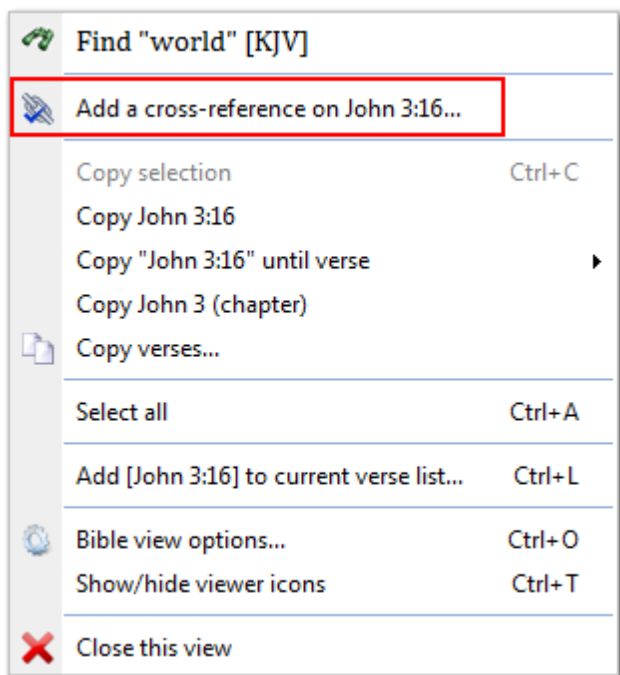 Find "world" [KJV]
Add a cross-reference on John 3:16...
Copy selection Ctrl+C
Copy John 3:16
Copy "John 3:16" until verse
Copy John 3 (chapter)
Copy verses...
Select all Ctrl+A
Add [John 3:16] to current verse list... Ctrl+L
Bible view options... Ctrl+O
Show/hide viewer icons Ctrl+T
Close this view